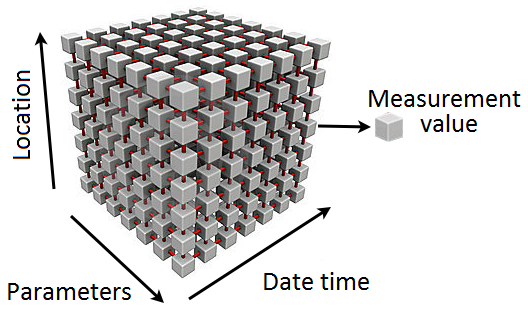 Location
Measurement
value
Parameters
Date time